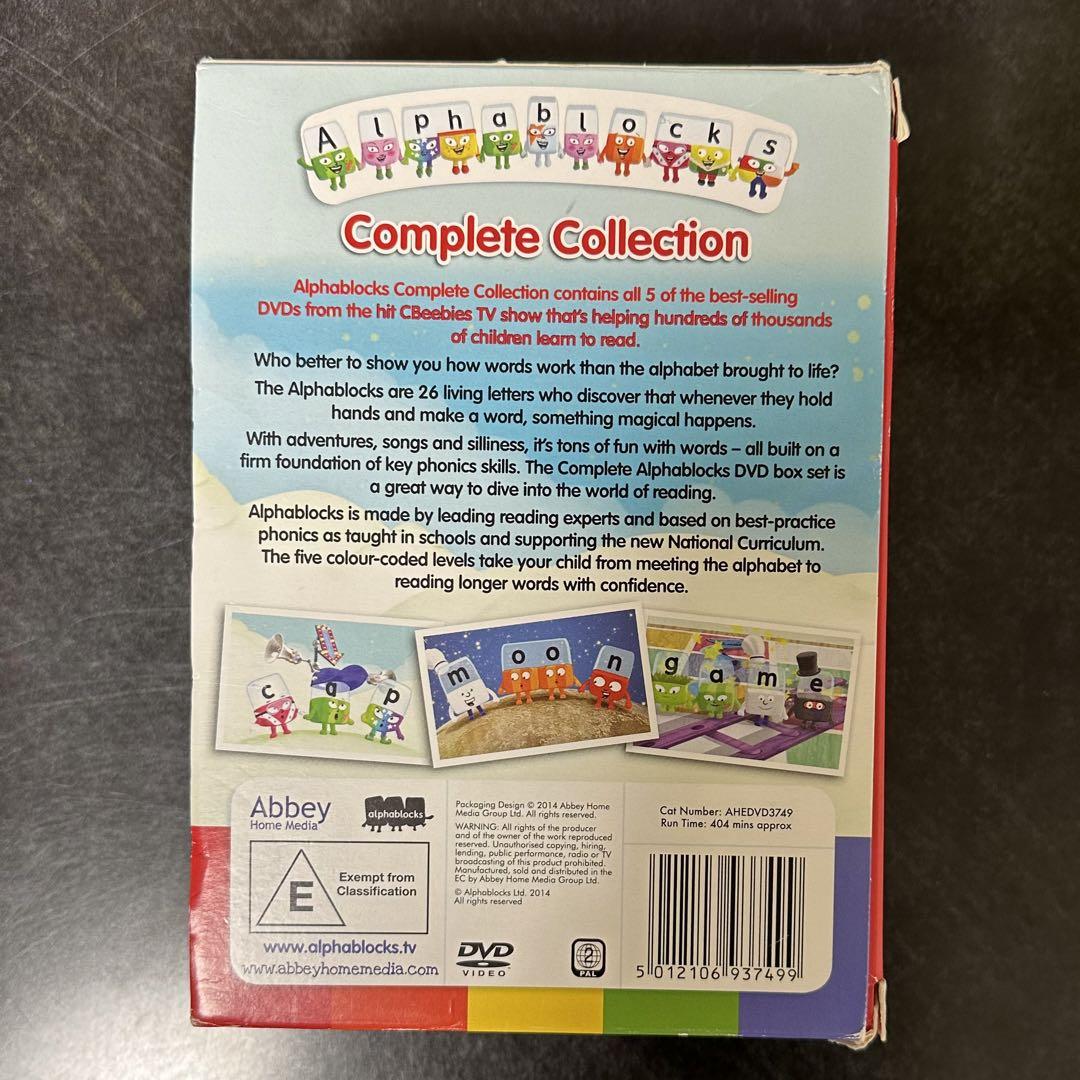 Alphablocks
Complete Collection
Alphablocks Complete Collection contains all 5 of the best-selling
DVDs from the hit CBeebies TV show that's helping hundreds of thousands
of children learn to read.
Who better to show you how words work than the alphabet brought to life?
The Alphablocks are 26 living letters who discover that whenever they hold
hands and make a word, something magical happens.
With adventures, songs and silliness, it's tons of fun with words – all built on a
firm foundation of key phonics skills. The Complete Alphablocks DVD box set is
a great way to dive into the world of reading.
Alphablocks is made by leading reading experts and based on best-practice
phonics as taught in schools and supporting the new National Curriculum.
The five colour-coded levels take your child from meeting the alphabet to
reading longer words with confidence.
cap
moon
game
Abbey
Home Media
alphablocks
E
Exempt from
Classification
www.alphablocks.tv
www.abbeyhomemedia.com
Packaging Design © 2014 Abbey Home
Media Group Ltd. All rights reserved.
WARNING: All rights of the producer
and of the owner of the work reproduced
reserved. Unauthorised copying, hiring,
lending, public performance, radio or TV
broadcasting of this product prohibited.
Manufactured, sold and distributed in the
EC by Abbey Home Media Group Ltd.
© Alphablocks Ltd. 2014
All rights reserved
DVD
VIDEO
2
PAL
Cat Number: AHEDVD3749
Run Time: 404 mins approx
5 012106 937499